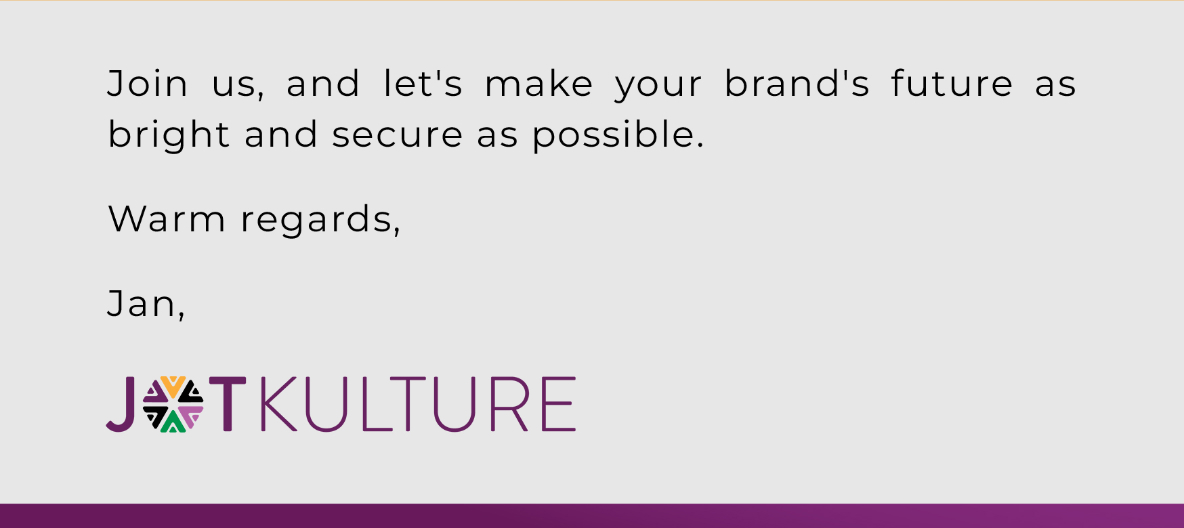 Join us, and let's make your brand's future as
bright and secure as possible.
Warm regards,
Jan,
JOTKULTURE